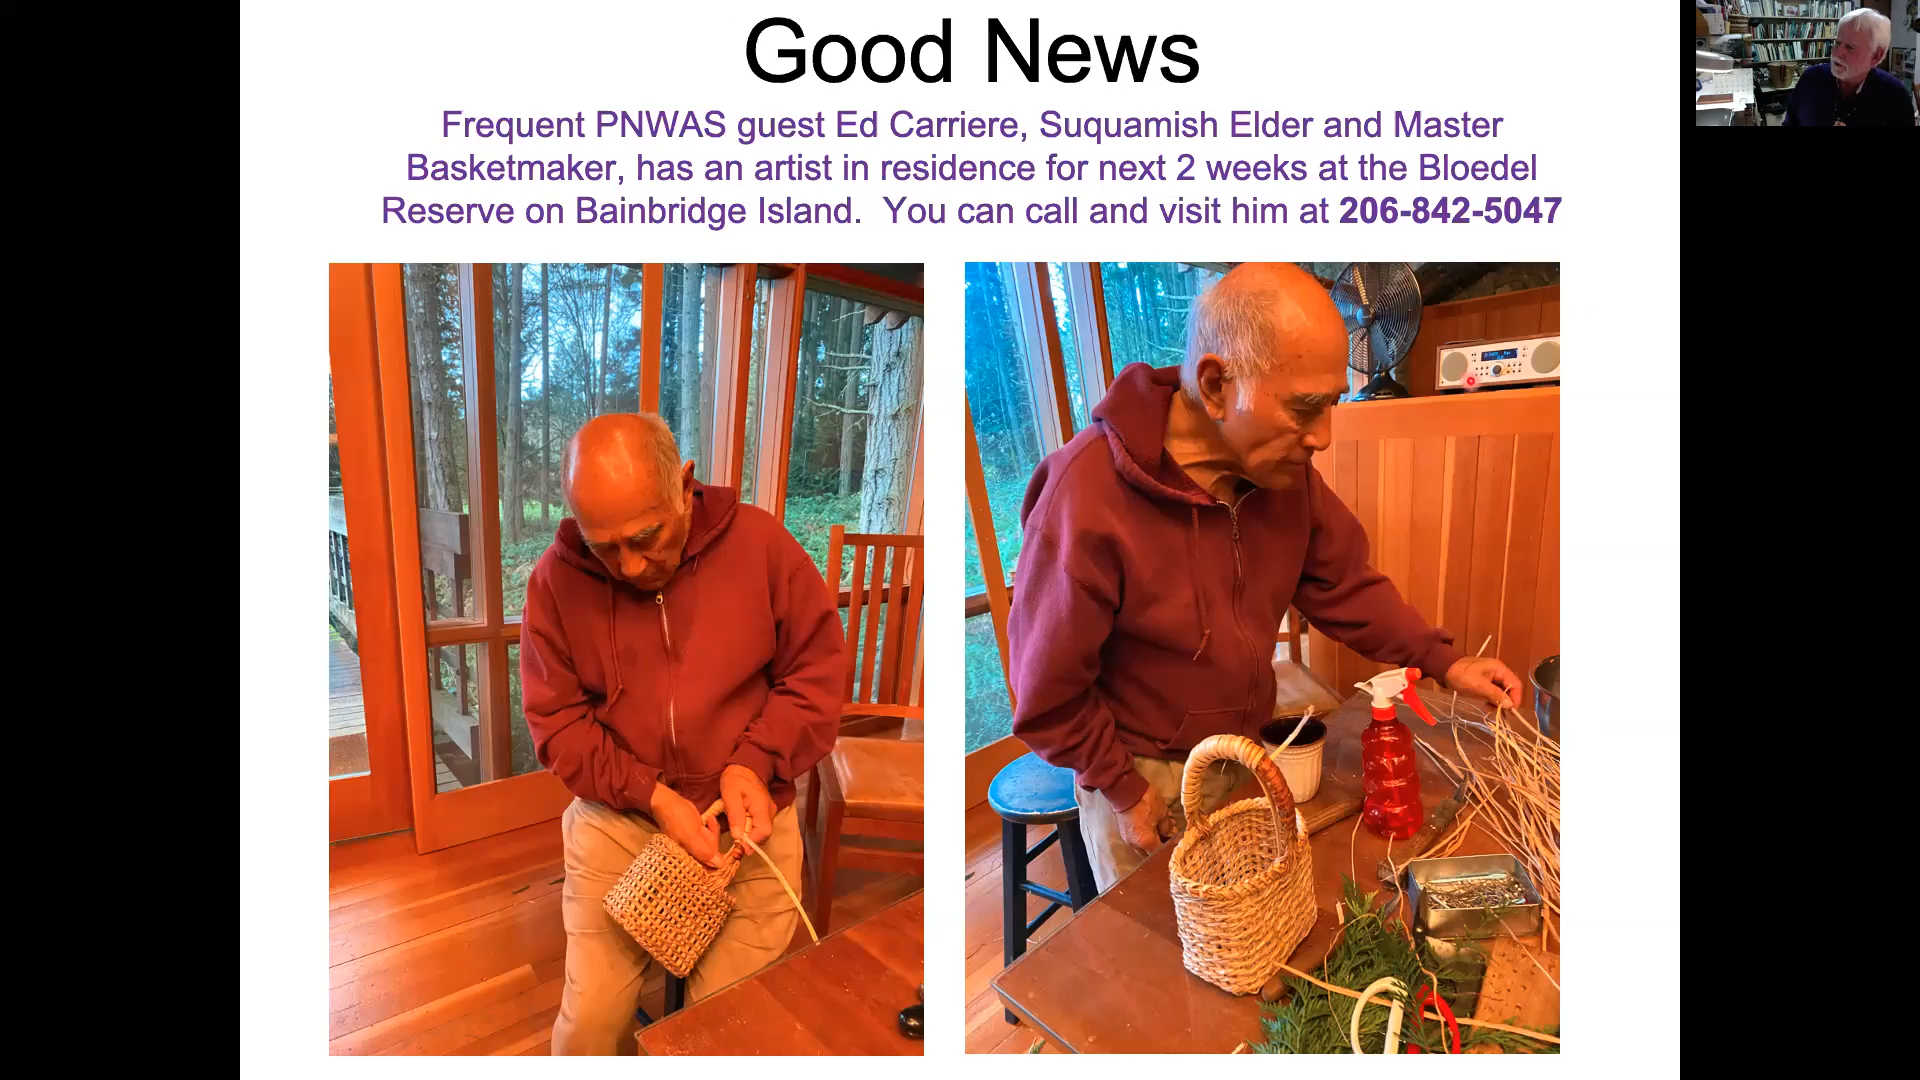 Good News
Frequent PNWAS guest Ed Carriere, Suquamish Elder and Master
Basketmaker, has an artist in residence for next 2 weeks at the Bloedel
Reserve on Bainbridge Island.  You can call and visit him at 206-842-5047